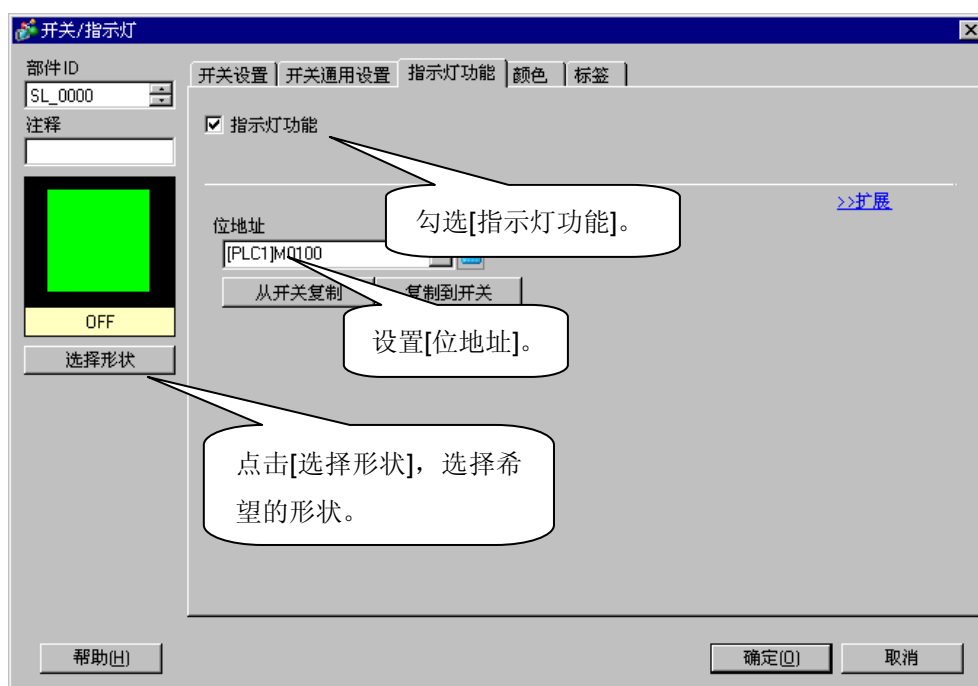 开关/指示灯
部件ID
SL_0000
注释
开关设置
开关通用设置
指示灯功能
颜色
标签
指示灯功能
>>扩展
勾选[指示灯功能]。
位地址
[PLC1]M0100
从开关复制
复制到开关
设置[位地址]。
OFF
选择形状
点击[选择形状]，选择希
望的形状。
帮助(H)
确定(O)
取消